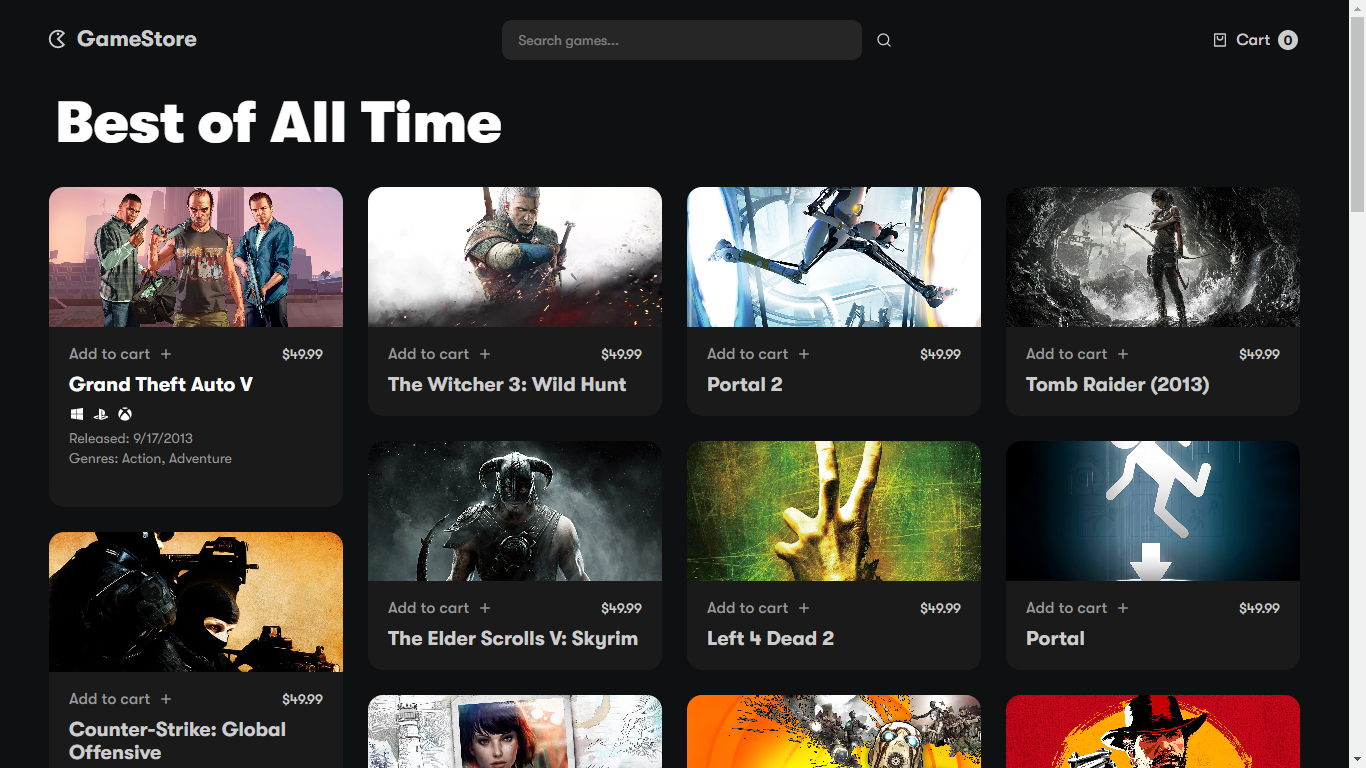 GameStore
Search games...
Cart 0
Best of All Time
Add to cart + $49.99
Grand Theft Auto V
Released: 9/17/2013
Genres: Action, Adventure
Add to cart + $49.99
The Witcher 3: Wild Hunt
Add to cart + $49.99
Portal 2
Add to cart + $49.99
Tomb Raider (2013)
Add to cart + $49.99
The Elder Scrolls V: Skyrim
Add to cart + $49.99
Left 4 Dead 2
Add to cart + $49.99
Portal
Add to cart + $49.99
Counter-Strike: Global
Offensive